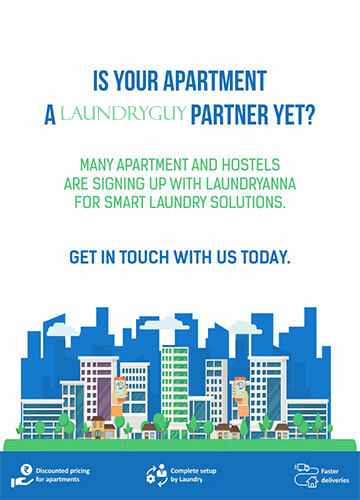 IS YOUR APARTMENT
A LAUNDRYGUY PARTNER YET?
MANY APARTMENT AND HOSTELS
ARE SIGNING UP WITH LAUNDRYANNA
FOR SMART LAUNDRY SOLUTIONS.
GET IN TOUCH WITH US TODAY.
Discounted pricing
for apartments
Complete setup
by Laundry
Faster
deliveries